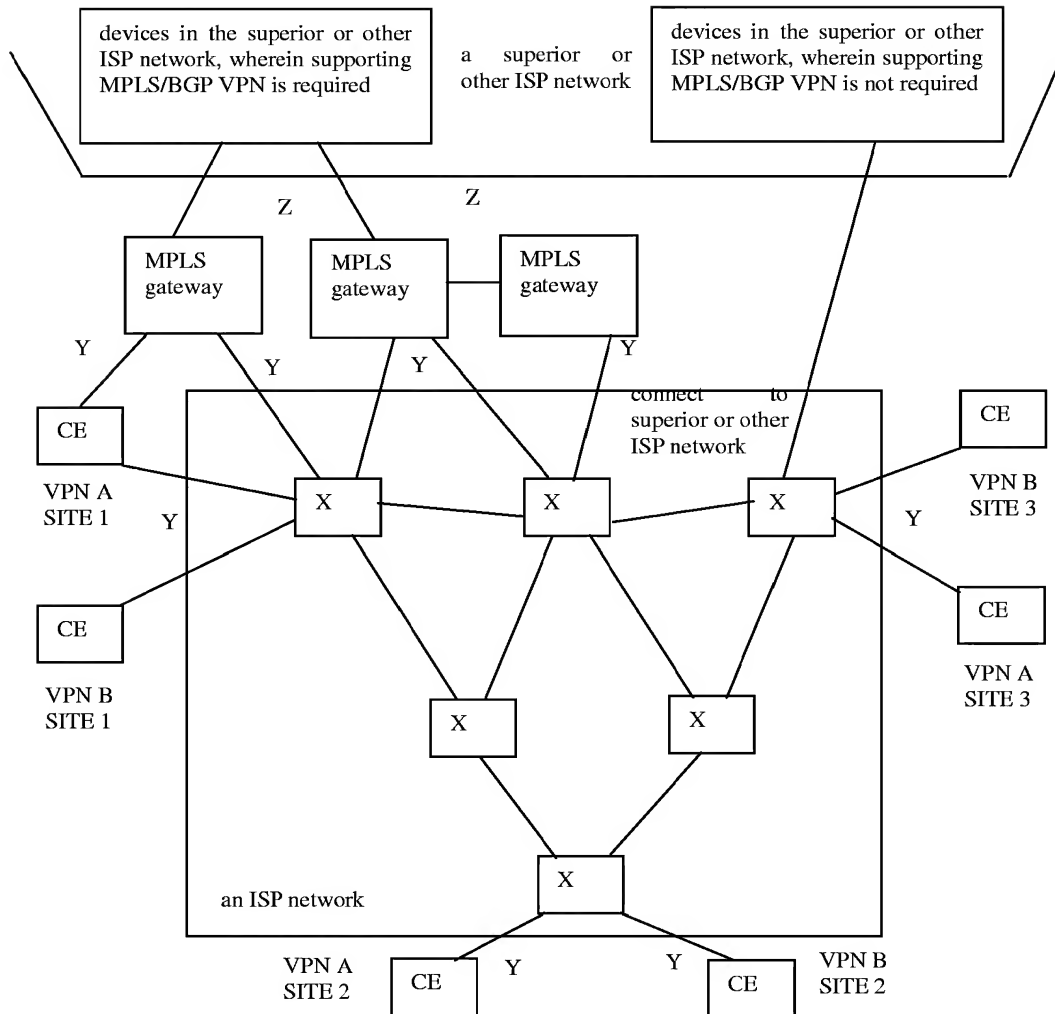 devices in the superior or other
ISP network, wherein supporting
MPLS/BGP VPN is required
a superior or
other ISP network
devices in the superior or other
ISP network, wherein supporting
MPLS/BGP VPN is not required
Z
Z
MPLS
gateway
MPLS
gateway
MPLS
gateway
Y
Y
Y
Y
connect to
superior or other
ISP network
CE
VPN A
SITE 1
Y
X
X
X
CE
VPN B
SITE 3
Y
CE
VPN B
SITE 1
CE
VPN A
SITE 3
X
X
X
an ISP network
VPN A
SITE 2
CE
Y
Y
CE
VPN B
SITE 2